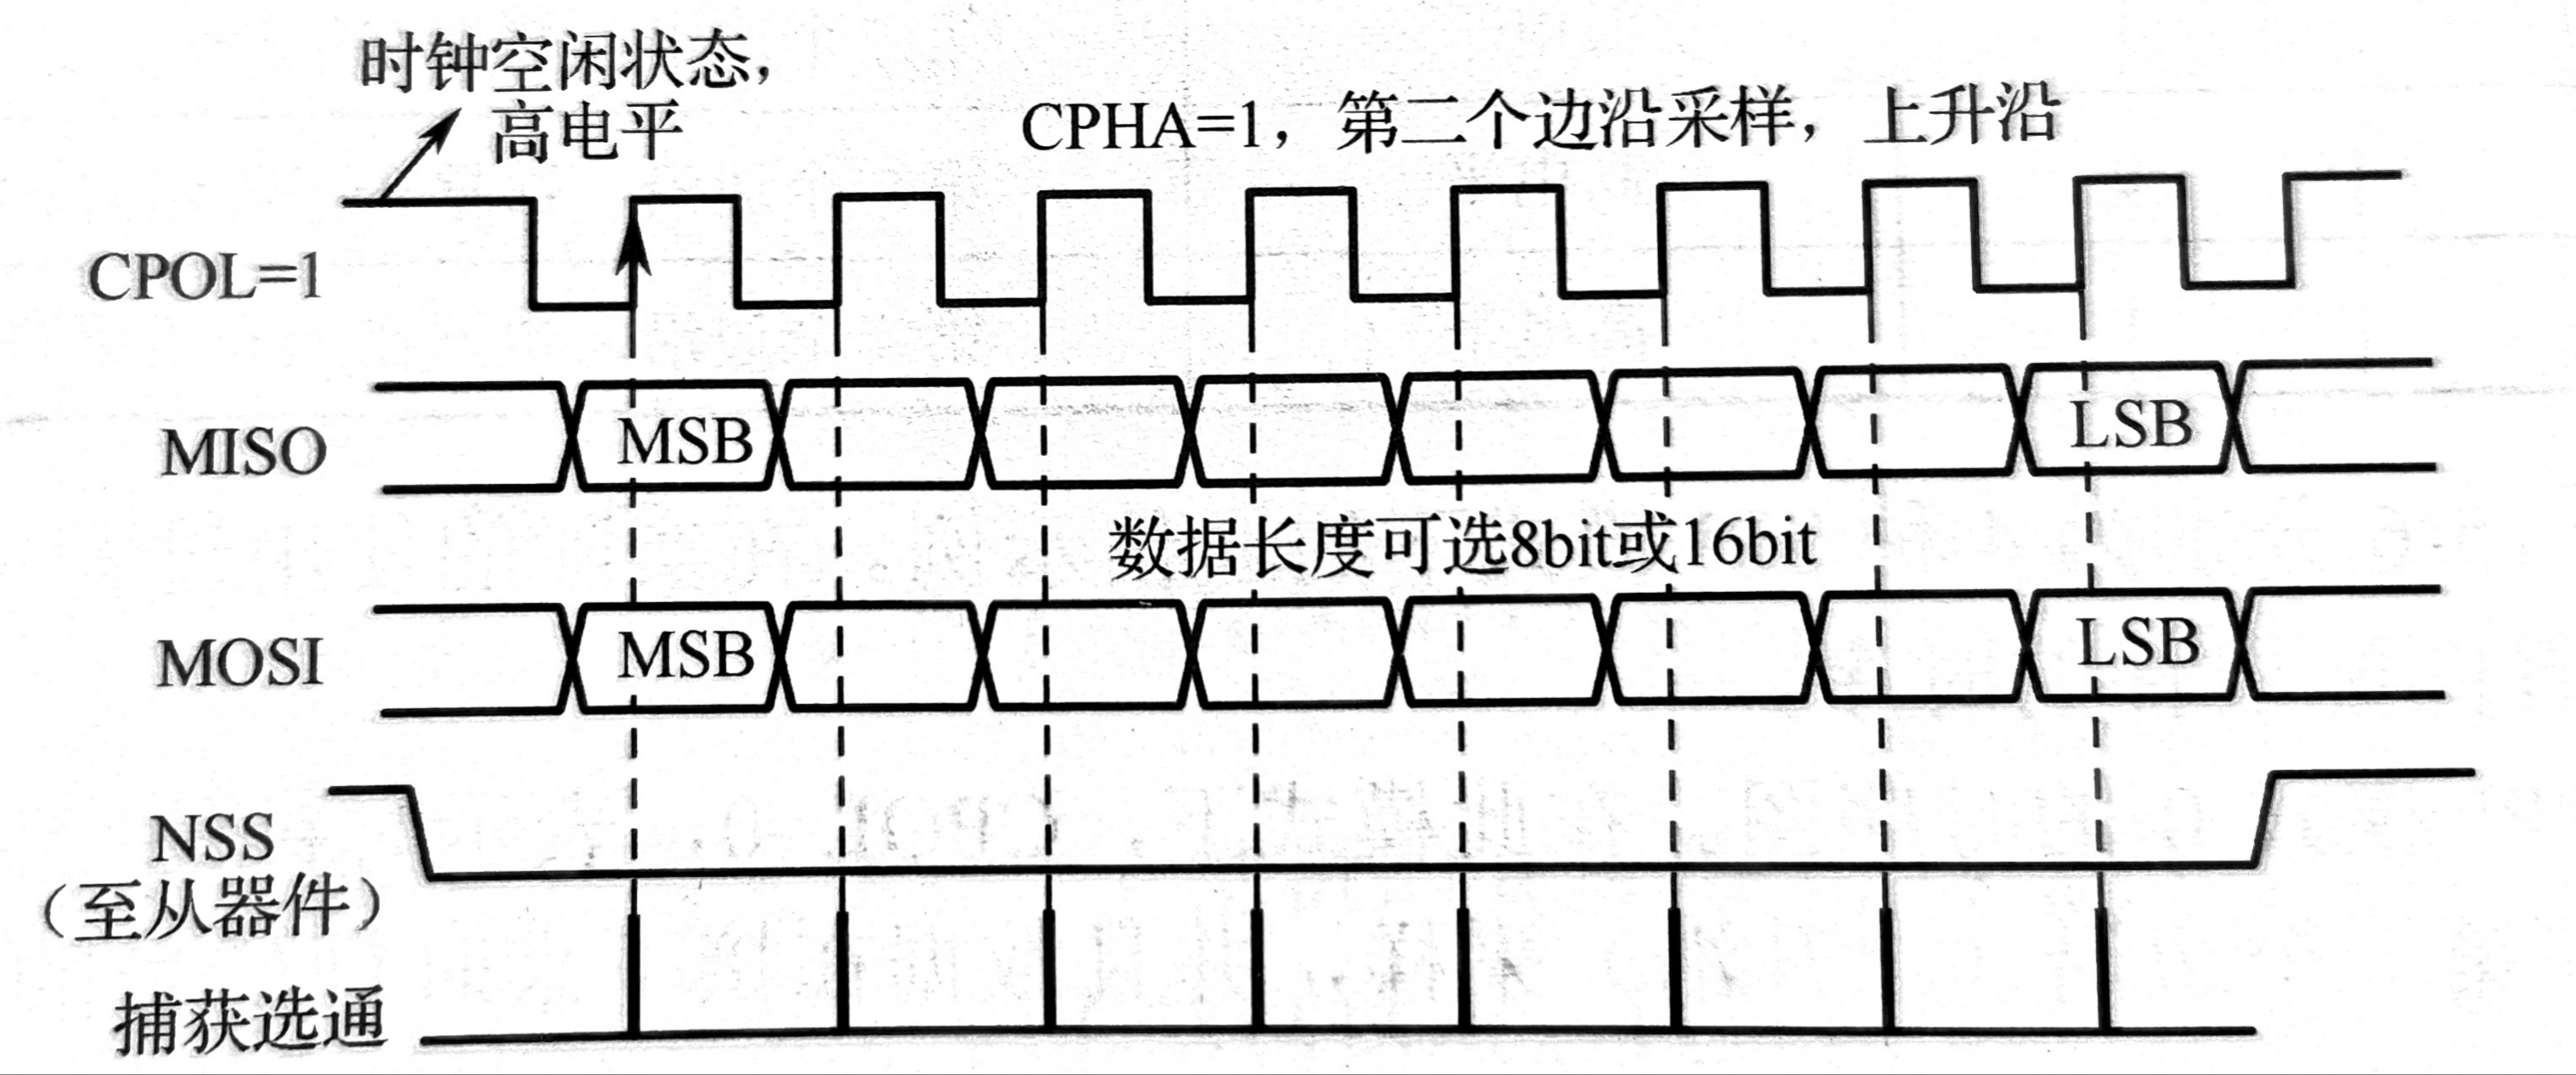 时钟空闲状态，
高电平
CPHA=1，第二个边沿采样，上升沿
CPOL=1
MISO
MSB
LSB
数据长度可选8bit或16bit
MOSI
MSB
LSB
NSS
（至从器件）
捕获选通